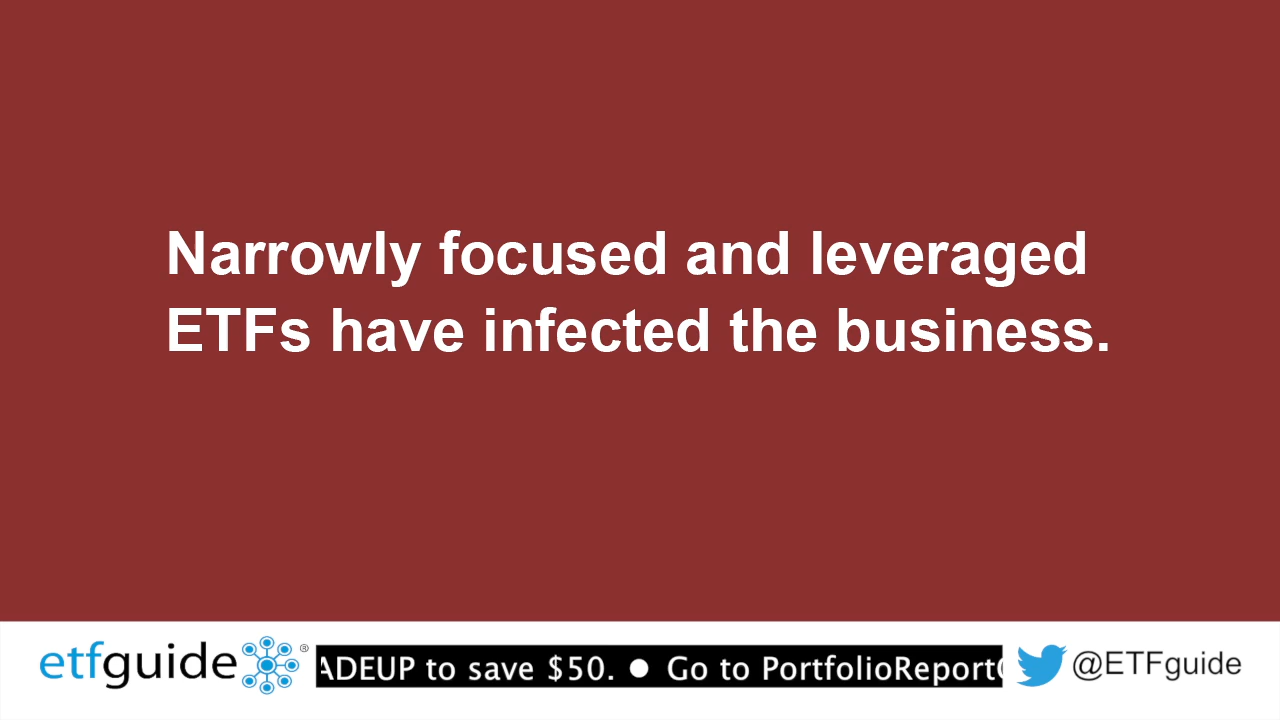 Narrowly focused and leveraged
ETFs have infected the business.
etfguide®
ADEUP to save $50. ● Go to PortfolioReport
@ETFguide